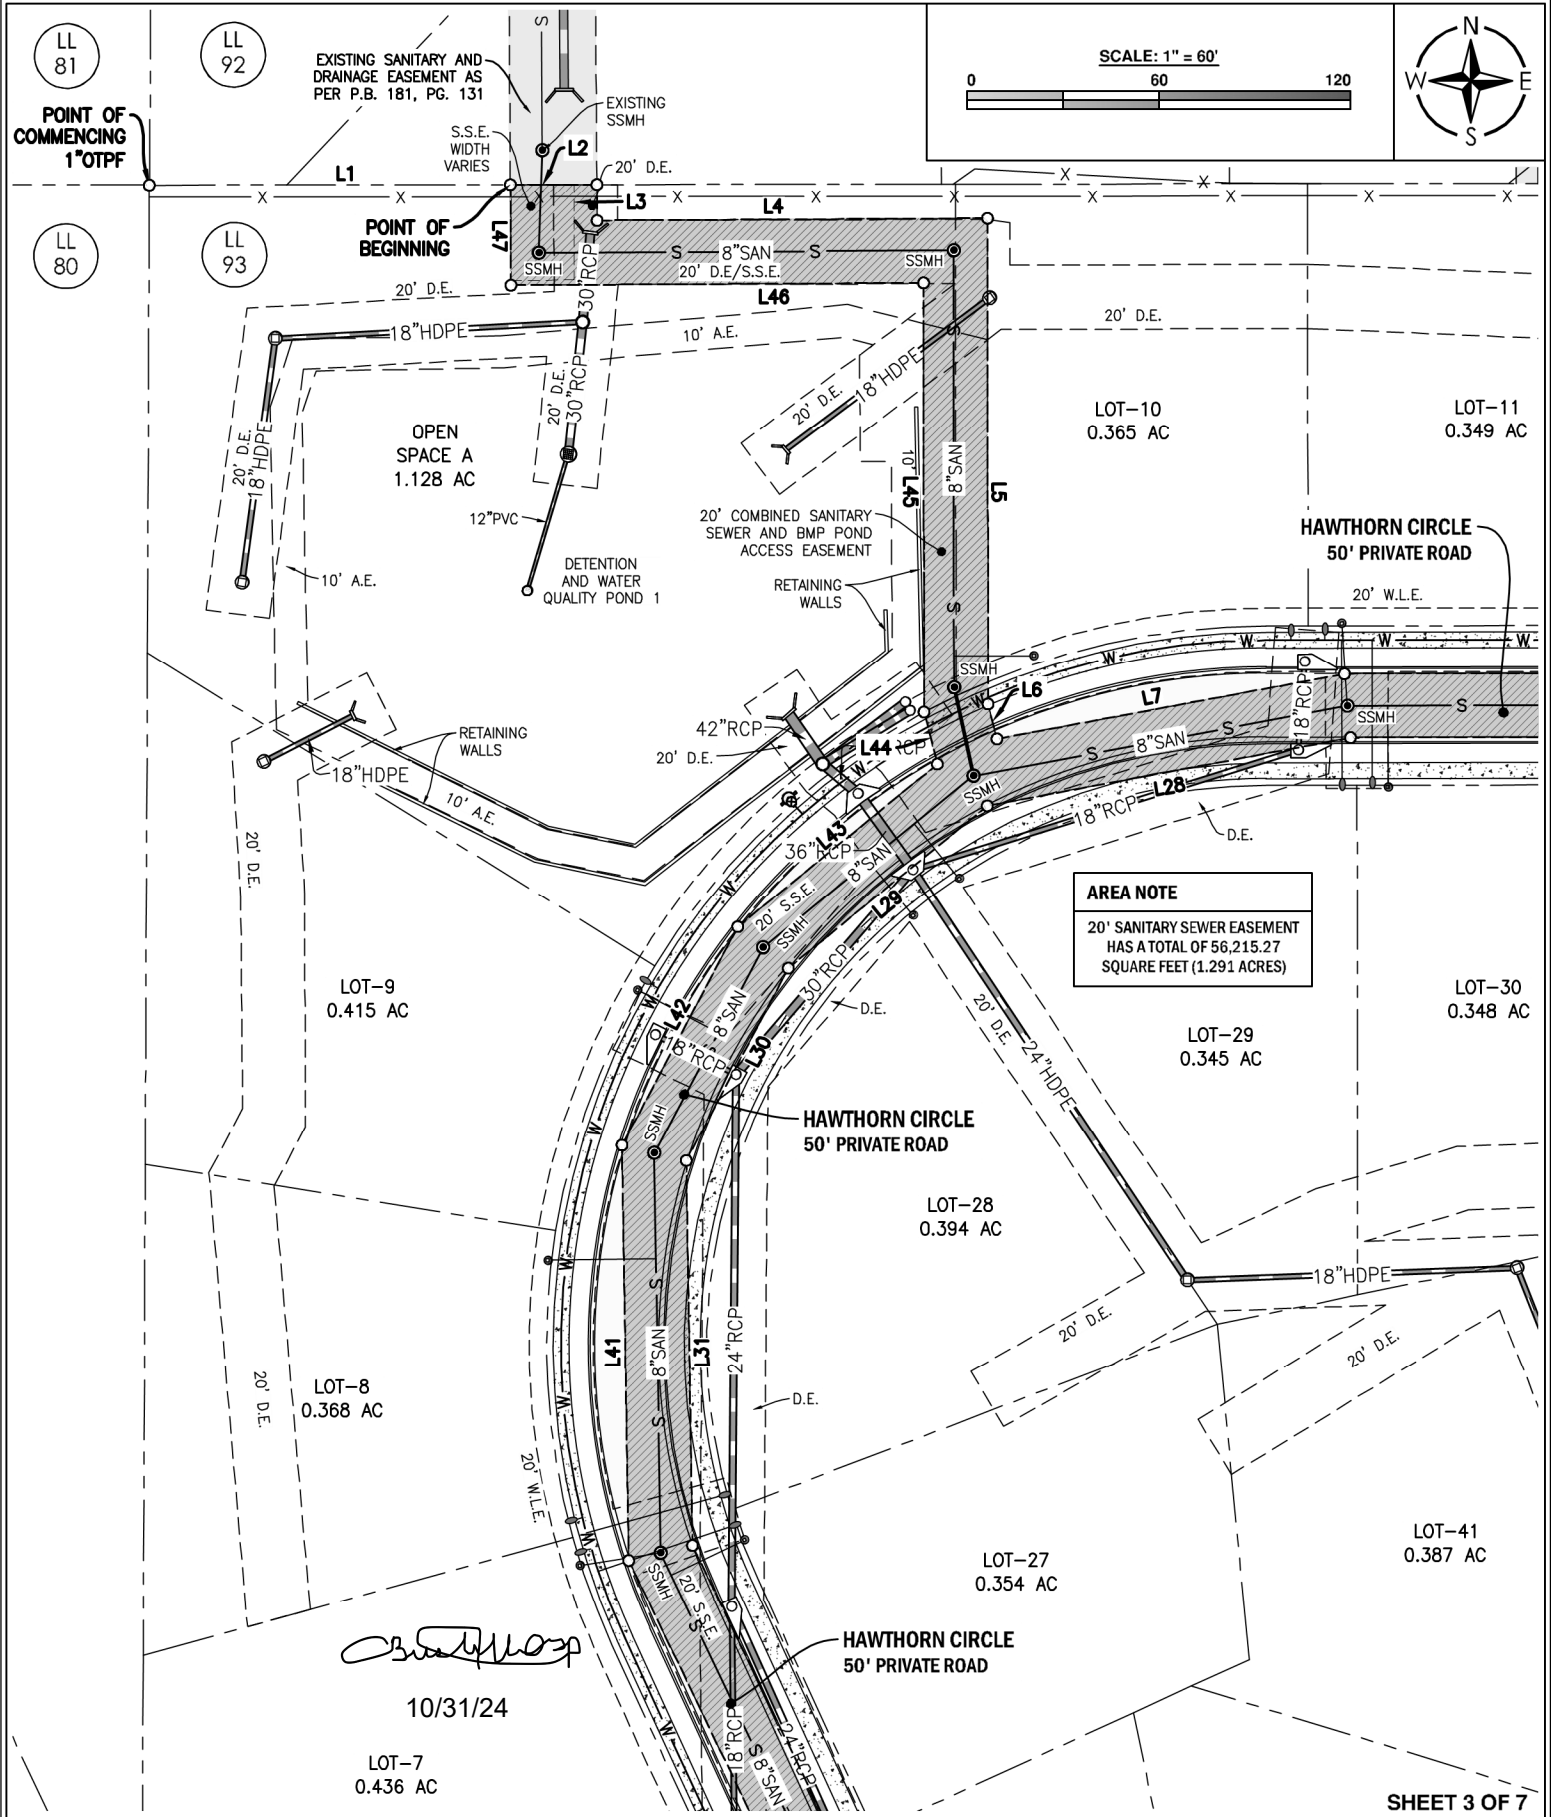 LL
81
LL
92
EXISTING SANITARY AND
DRAINAGE EASEMENT AS
PER P.B. 181, PG. 131
EXISTING
SSMH
SCALE: 1" = 60'
0 60 120
N
W E
S
POINT OF
COMMENCING
1"OTPF
S.S.E.
WIDTH
VARIES
L2
20' D.E.
L1
L3
L4
X X X X X X X X
S
POINT OF
BEGINNING
L47
LL
80
LL
93
SSMH
S 8"SAN S
20' D.E/S.S.E.
SSMH
30"RCP
20' D.E.
L46
18"HDPE
10' A.E.
S
20' D.E.
18"HDPE
20' D.E.
30"RCP
20' D.E.
LOT-10
0.365 AC
LOT-11
0.349 AC
OPEN
SPACE A
1.128 AC
20' D.E.
18"HDPE
10'
L45
8"SAN
L5
12"PVC
20' COMBINED SANITARY
SEWER AND BMP POND
ACCESS EASEMENT
HAWTHORN CIRCLE
50' PRIVATE ROAD
DETENTION
AND WATER
QUALITY POND 1
10' A.E.
RETAINING
WALLS
S
20' W.L.E.
W W W W
SSMH
L6
L7
W
18"RCP
S
SSMH
42"RCP
20' D.E.
L44
RCP
W
S 8"SAN S
SSMH
L28
RETAINING
WALLS
18"HDPE
10' A.E.
18"RCP
D.E.
L43
36"RCP
8"SAN
20' D.E.
W
20' S.S.E.
L29
SSMH
AREA NOTE
20' SANITARY SEWER EASEMENT
HAS A TOTAL OF 56,215.27
SQUARE FEET (1.291 ACRES)
30"RCP
D.E.
LOT-9
0.415 AC
W
L42
8"SAN
18"RCP
L30
20' D.E.
24"HDPE
LOT-29
0.345 AC
LOT-30
0.348 AC
W
SSMH
HAWTHORN CIRCLE
50' PRIVATE ROAD
LOT-28
0.394 AC
W
S
18"HDPE
20' D.E.
20' D.E.
L41
8"SAN
L31
24"RCP
LOT-8
0.368 AC
20' D.E.
W
S
D.E.
20' W.L.E.
W
LOT-27
0.354 AC
LOT-41
0.387 AC
SSMH
20' S.S.E.
S
HAWTHORN CIRCLE
50' PRIVATE ROAD
10/31/24
W
18"RCP
24"RCP
S
8"SAN
LOT-7
0.436 AC
SHEET 3 OF 7